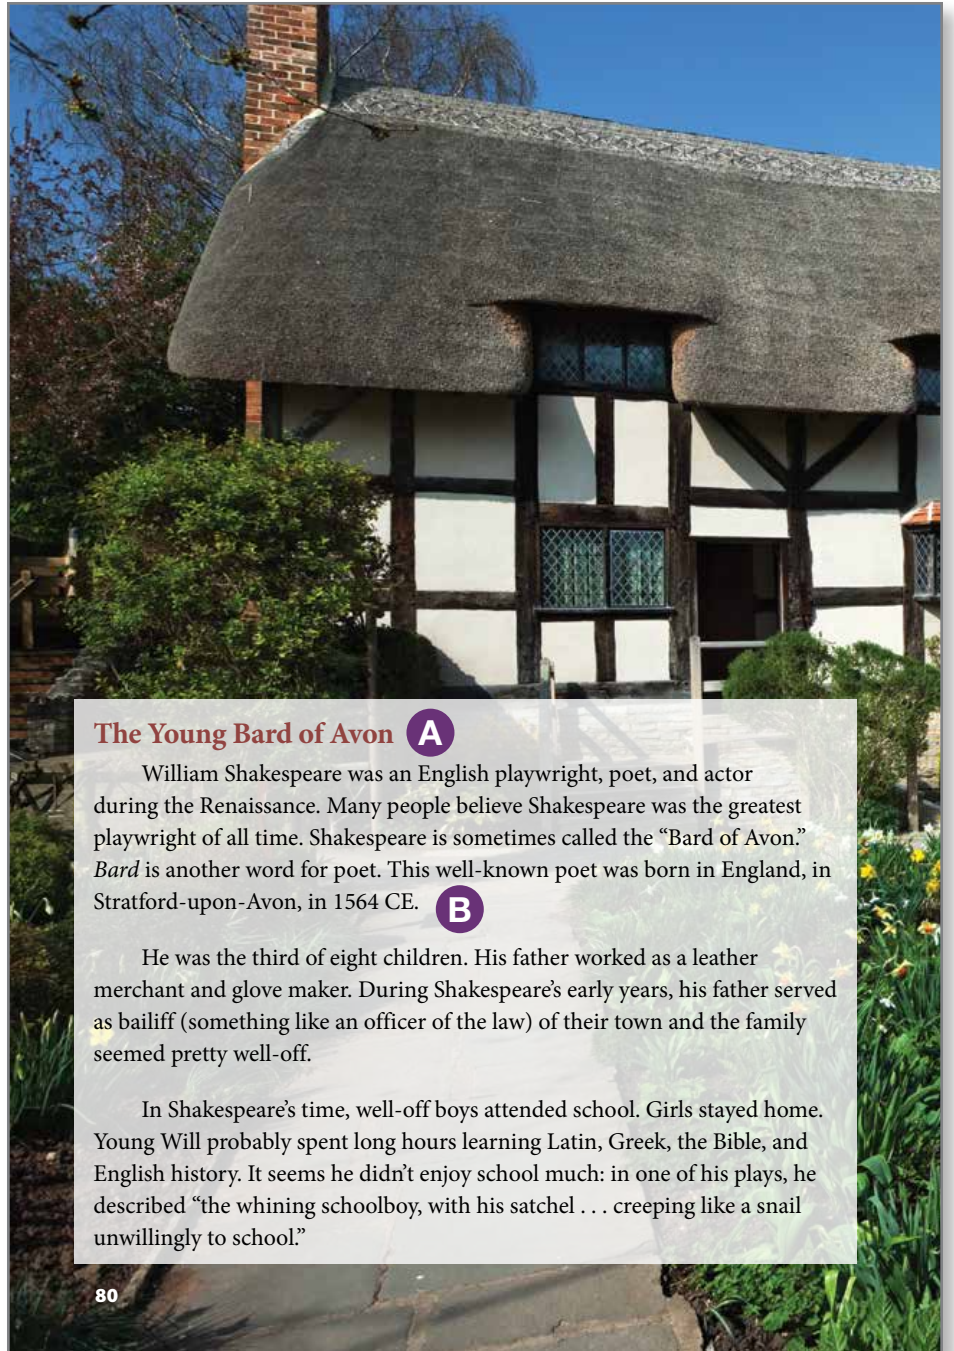 The Young Bard of Avon A
William Shakespeare was an English playwright, poet, and actor
during the Renaissance. Many people believe Shakespeare was the greatest
playwright of all time. Shakespeare is sometimes called the “Bard of Avon.”
Bard is another word for poet. This well-known poet was born in England, in
Stratford-upon-Avon, in 1564 CE. B
He was the third of eight children. His father worked as a leather
merchant and glove maker. During Shakespeare’s early years, his father served
as bailiff (something like an officer of the law) of their town and the family
seemed pretty well-off.
In Shakespeare’s time, well-off boys attended school. Girls stayed home.
Young Will probably spent long hours learning Latin, Greek, the Bible, and
English history. It seems he didn’t enjoy school much: in one of his plays, he
described “the whining schoolboy, with his satchel . . . creeping like a snail
unwillingly to school.”
80